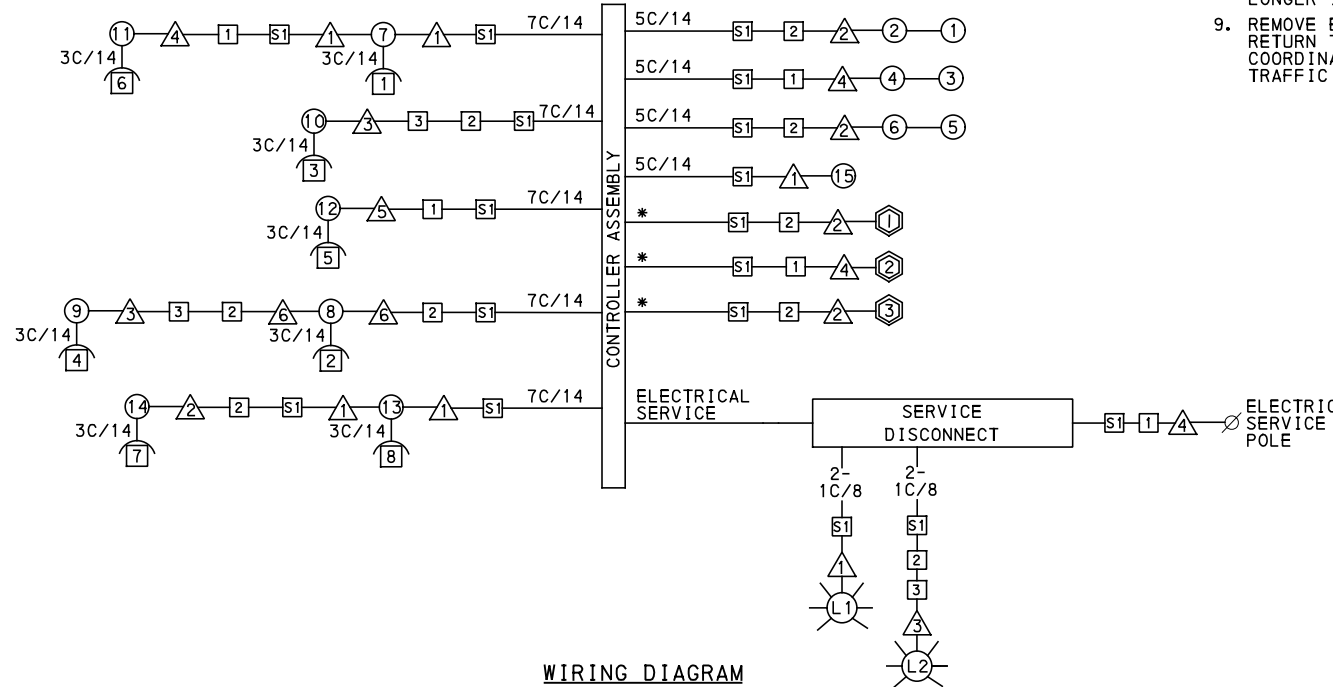 LONGER
9. REMOVE E
RETURN T
COORDINA
TRAFFIC
11 4 1 S1 1 7 1 S1 7C/14
3C/14 6
3C/14 1
10 3 3 2 S1 7C/14
3C/14 3
12 5 1 S1 7C/14
3C/14 5
9 3 3 2 6 8 6 2 S1 7C/14
3C/14 4
3C/14 2
14 2 2 S1 1 13 1 S1 7C/14
3C/14 7
3C/14 8
CONTROLLER ASSEMBLY
5C/14 S1 2 2 2 1
5C/14 S1 1 4 4 3
5C/14 S1 2 2 6 5
5C/14 S1 1 15
* S1 2 2 1
* S1 1 4 2
* S1 2 2 3
ELECTRICAL
SERVICE
SERVICE
DISCONNECT
S1 1 4
ELECTRIC
SERVICE
POLE
2-
1C/8
S1
1
L1
2-
1C/8
S1
2
3
3
L2
WIRING DIAGRAM